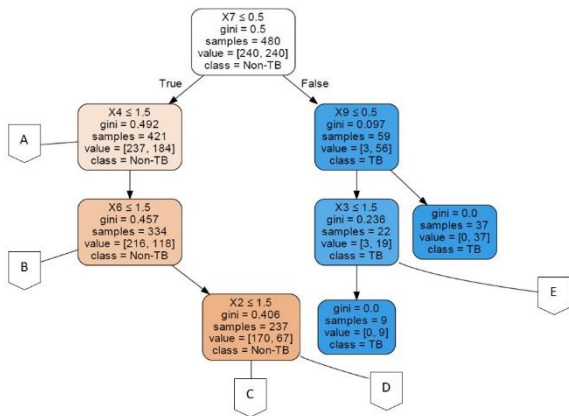 X7 ≤ 0.5
gini = 0.5
samples = 480
value = [240, 240]
class = Non-TB
True
False
X4 ≤ 1.5
gini = 0.492
samples = 421
value = [237, 184]
class = Non-TB
X9 ≤ 0.5
gini = 0.097
samples = 59
value = [3, 56]
class = TB
A
X6 ≤ 1.5
gini = 0.457
samples = 334
value = [216, 118]
class = Non-TB
X3 ≤ 1.5
gini = 0.236
samples = 22
value = [3, 19]
class = TB
gini = 0.0
samples = 37
value = [0, 37]
class = TB
B
E
X2 ≤ 1.5
gini = 0.406
samples = 237
value = [170, 67]
class = Non-TB
gini = 0.0
samples = 9
value = [0, 9]
class = TB
C
D